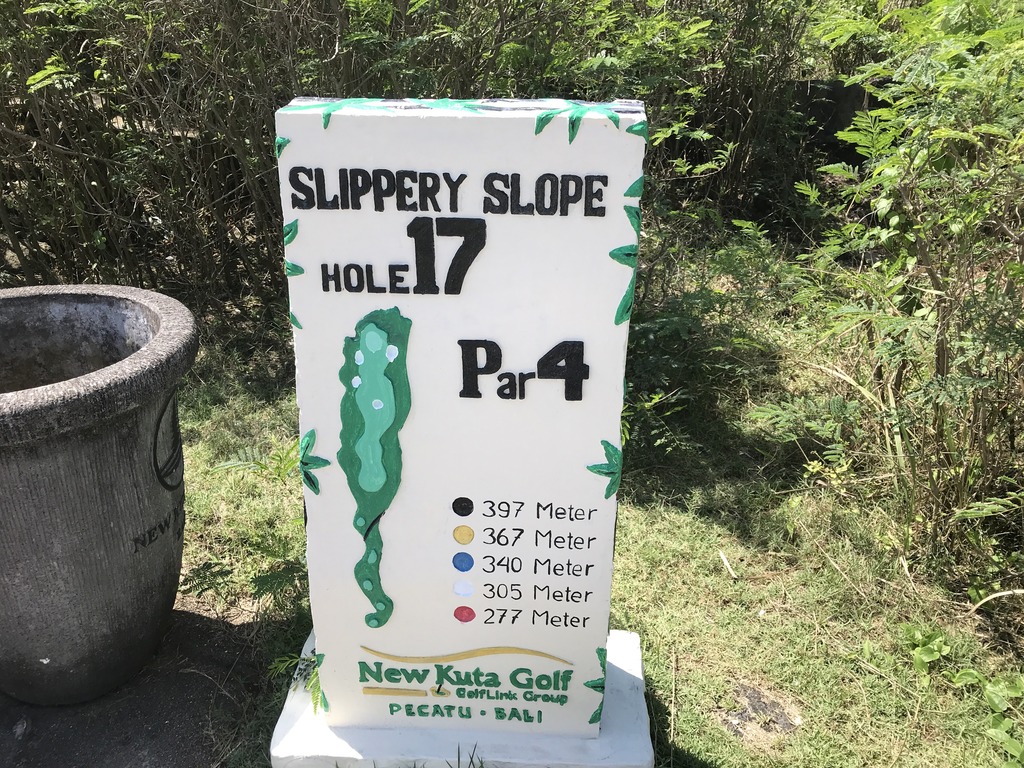 SLIPPERY SLOPE
HOLE 17
Par 4
397 Meter
367 Meter
340 Meter
305 Meter
277 Meter
New Kuta Golf
GolfLink Group
PECATU • BALI
NEW